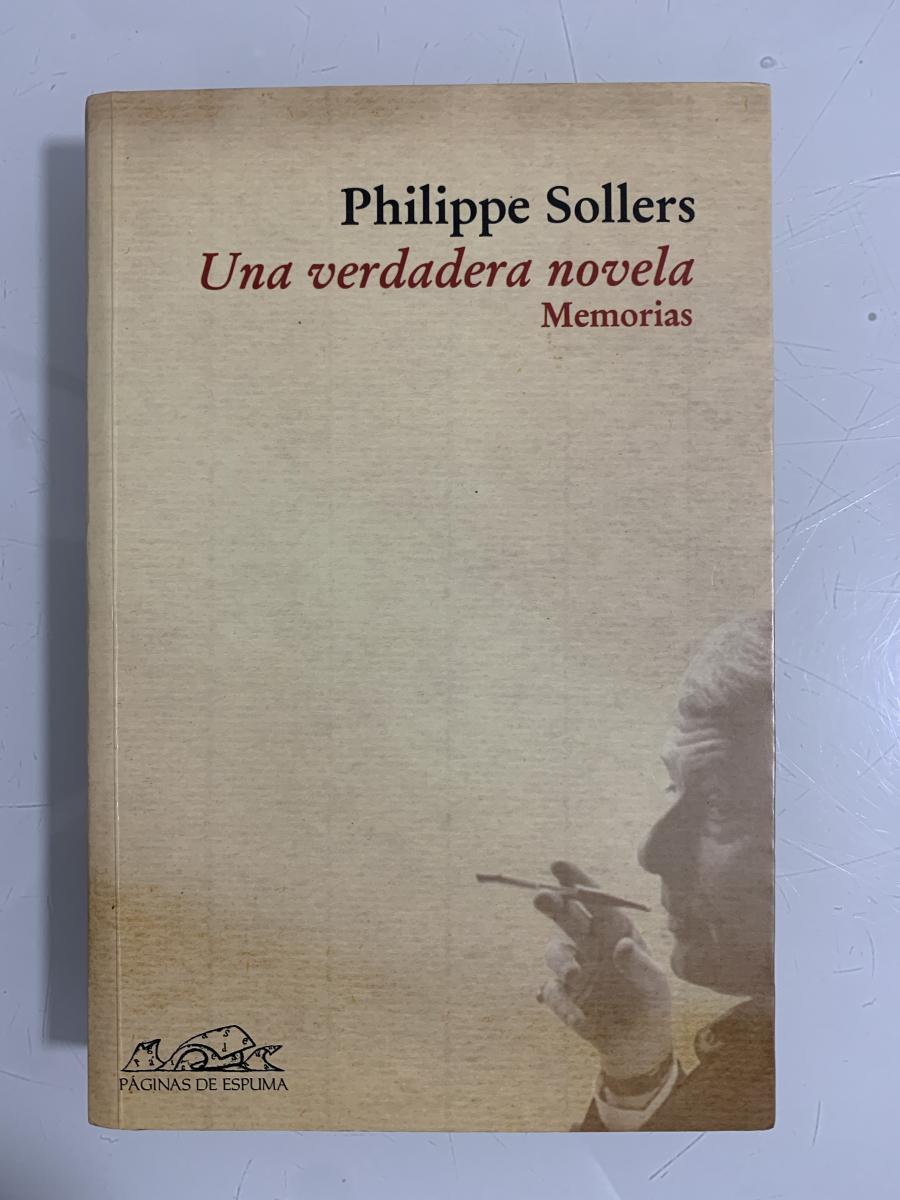 Philippe Sollers
Una verdadera novela
Memorias
PÁGINAS DE ESPUMA